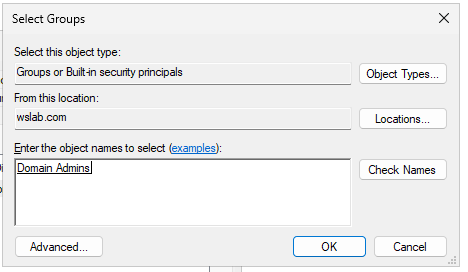 Select Groups
Select this object type:
Groups or Built-in security principals
Object Types...
From this location:
wslab.com
Locations...
Enter the object names to select (examples):
Domain Admins
Check Names
Advanced...
OK
Cancel